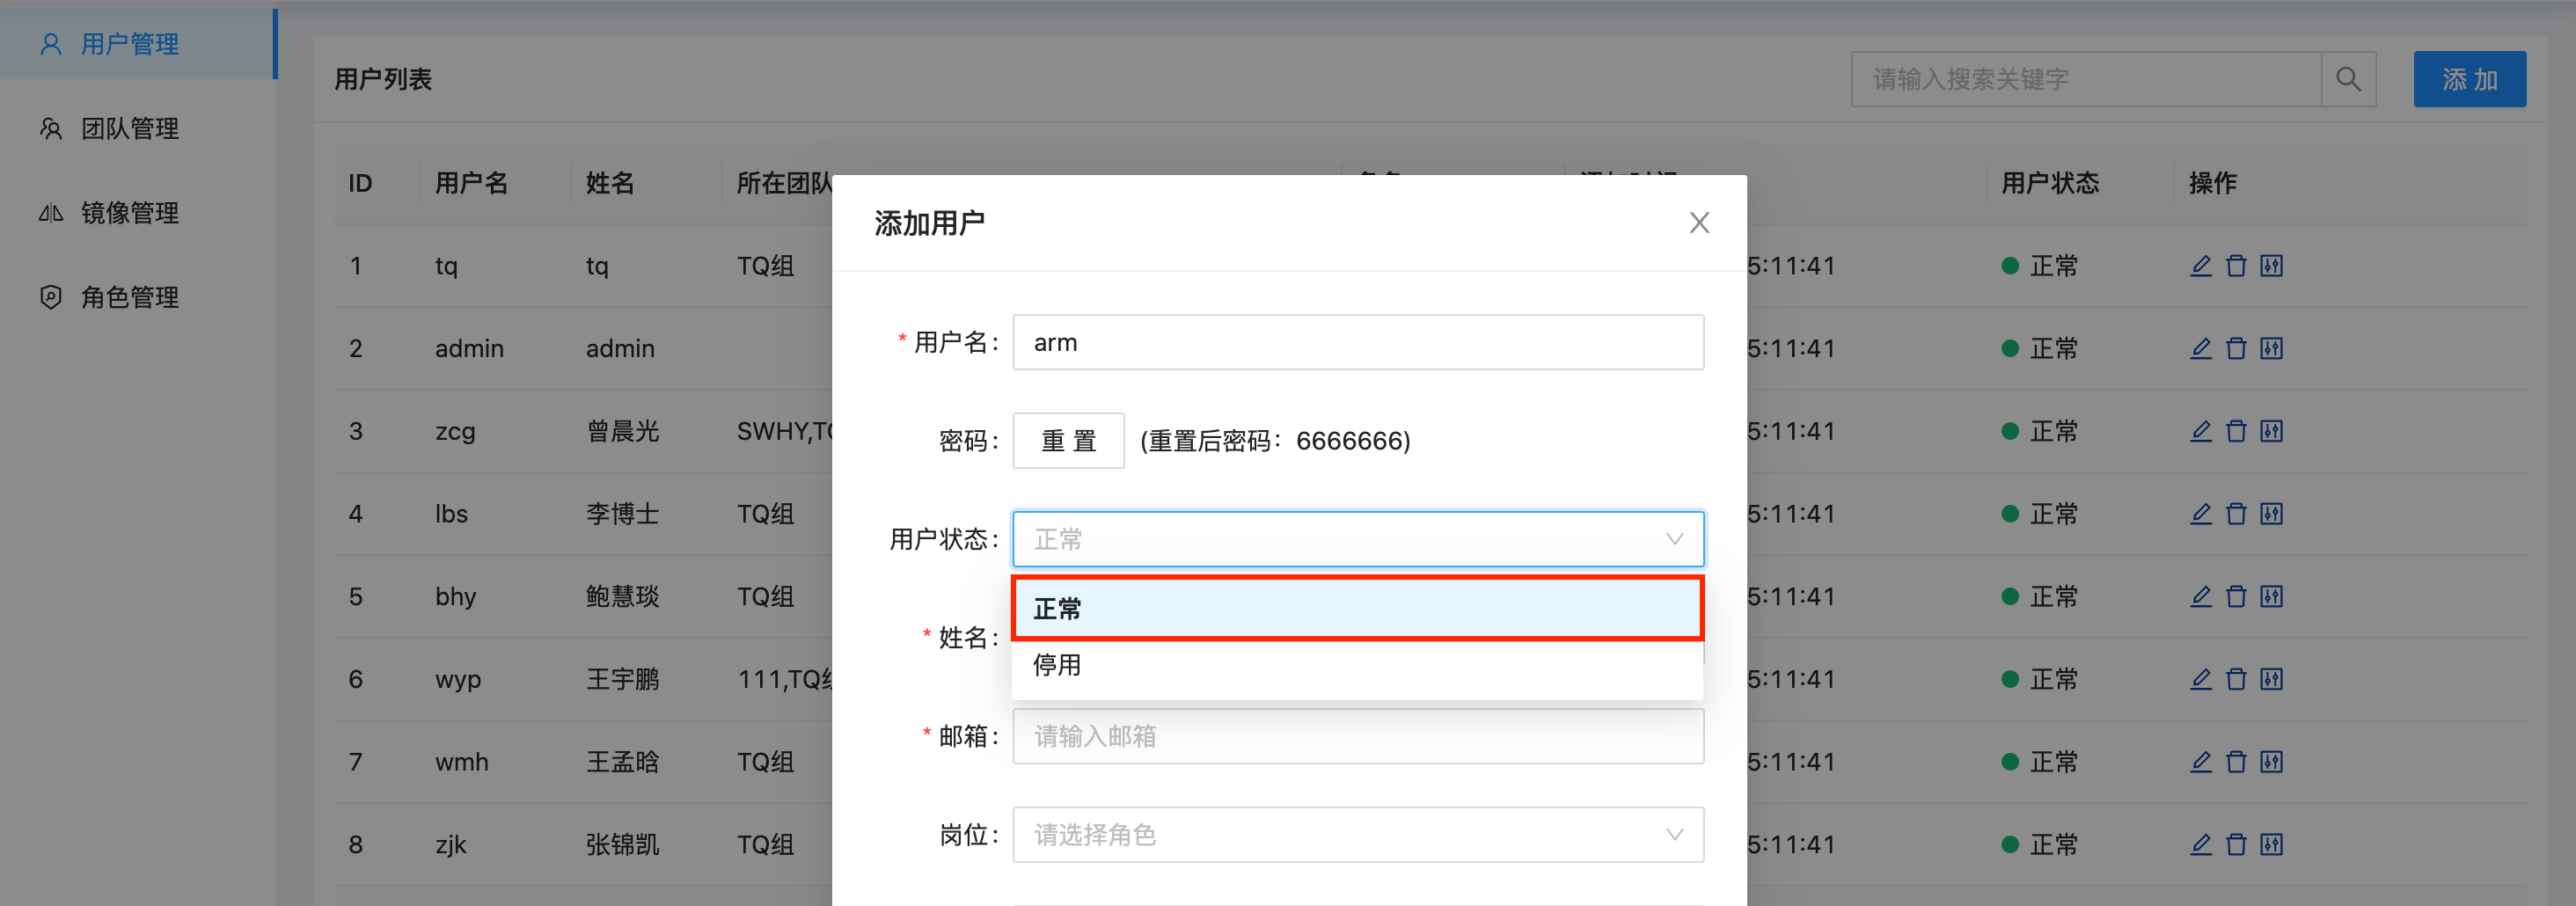 用户管理
团队管理
镜像管理
角色管理
用户列表
请输入搜索关键字
添 加
ID 用户名 姓名 所在团队 用户状态 操作
1 tq tq TQ组 5:11:41 正常
2 admin admin 5:11:41 正常
3 zcg 曾晨光 SWHY,TQ 5:11:41 正常
4 lbs 李博士 TQ组 5:11:41 正常
5 bhy 鲍慧琰 TQ组 5:11:41 正常
6 wyp 王宇鹏 111,TQ组 5:11:41 正常
7 wmh 王孟晗 TQ组 5:11:41 正常
8 zjk 张锦凯 TQ组 5:11:41 正常
添加用户
* 用户名: arm
密码: 重 置 (重置后密码：6666666)
用户状态: 正常
正常
停用
* 姓名:
* 邮箱: 请输入邮箱
岗位: 请选择角色